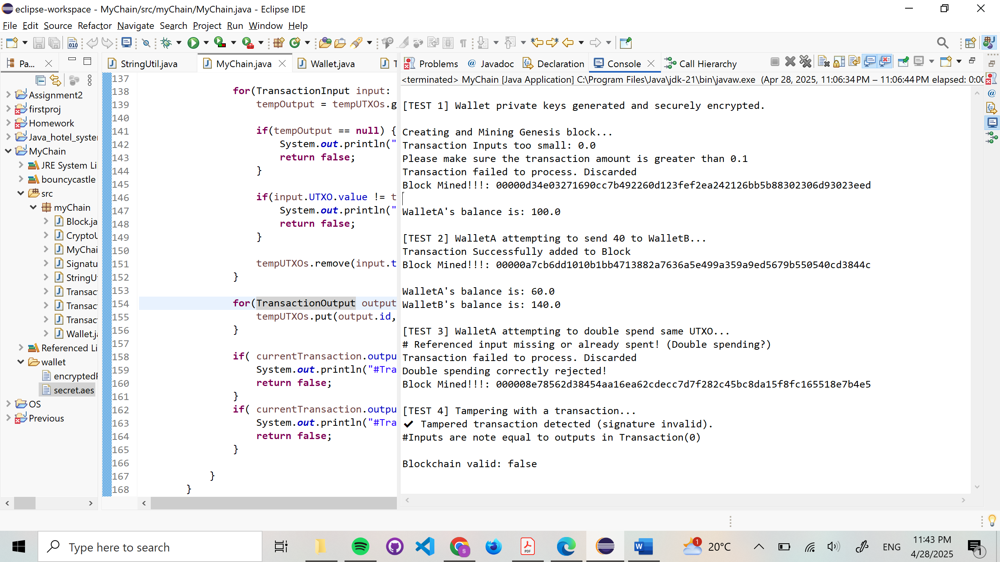 eclipse-workspace - MyChain/src/myChain/MyChain.java - Eclipse IDE
File Edit Source Refactor Navigate Search Project Run Window Help
Pa...
Assignment2
firstproj
Homework
Java_hotel_syste
MyChain
JRE System Li
bouncycastle
src
myChain
Block.ja
CryptoU
MyChai
Signatu
StringUt
Transac
Transac
Transac
Wallet.ja
Referenced Li
wallet
encryptedP
secret.aes
OS
Previous
StringUtil.java MyChain.java Wallet.java T
137
138 for(TransactionInput input:
139 tempOutput = tempUTXOs.g
140
141 if(tempOutput == null) {
142 System.out.println("
143 return false;
144 }
145
146 if(input.UTXO.value != t
147 System.out.println("
148 return false;
149 }
150
151 tempUTXOs.remove(input.t
152 }
153
154 for(TransactionOutput output
155 tempUTXOs.put(output.id,
156 }
157
158 if( currentTransaction.outpu
159 System.out.println("#Tra
160 return false;
161 }
162 if( currentTransaction.outpu
163 System.out.println("#Tra
164 return false;
165 }
166
167 }
168 }
Problems Javadoc Declaration Console Call Hierarchy
<terminated> MyChain [Java Application] C:\Program Files\Java\jdk-21\bin\javaw.exe (Apr 28, 2025, 11:06:34 PM – 11:06:44 PM elapsed: 0:00
[TEST 1] Wallet private keys generated and securely encrypted.
Creating and Mining Genesis block...
Transaction Inputs too small: 0.0
Please make sure the transaction amount is greater than 0.1
Transaction failed to process. Discarded
Block Mined!!!: 00000d34e03271690cc7b492260d123fef2ea242126bb5b88302306d93023eed
WalletA's balance is: 100.0
[TEST 2] WalletA attempting to send 40 to WalletB...
Transaction Successfully added to Block
Block Mined!!!: 00000a7cb6dd1010b1bb4713882a7636a5e499a359a9ed5679b550540cd3844c
WalletA's balance is: 60.0
WalletB's balance is: 140.0
[TEST 3] WalletA attempting to double spend same UTXO...
# Referenced input missing or already spent! (Double spending?)
Transaction failed to process. Discarded
Double spending correctly rejected!
Block Mined!!!: 000008e78562d38454aa16ea62cdecc7d7f282c45bc8da15f8fc165518e7b4e5
[TEST 4] Tampering with a transaction...
✔ Tampered transaction detected (signature invalid).
#Inputs are note equal to outputs in Transaction(0)
Blockchain valid: false
Type here to search
20°C
ENG
11:43 PM
4/28/2025